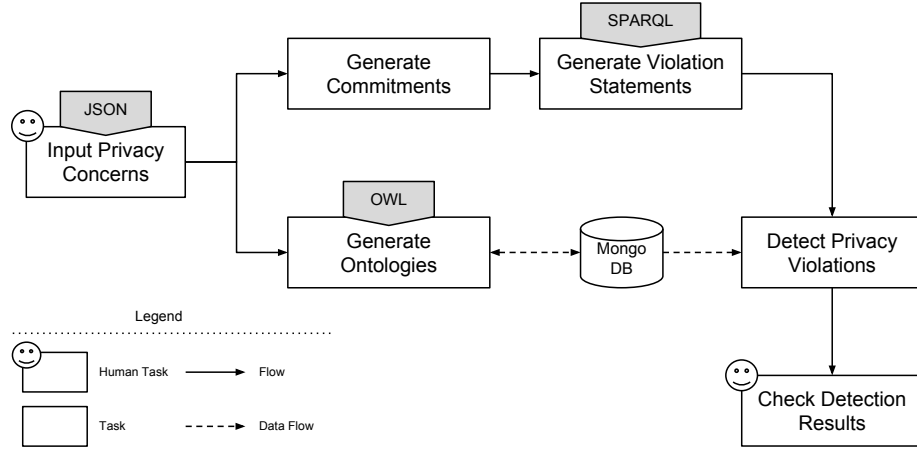 SPARQL
Generate
Commitments
Generate Violation
Statements
JSON
Input Privacy
Concerns
OWL
Generate
Ontologies
Mongo
DB
Detect Privacy
Violations
Legend
Human Task
Flow
Task
Data Flow
Check Detection
Results